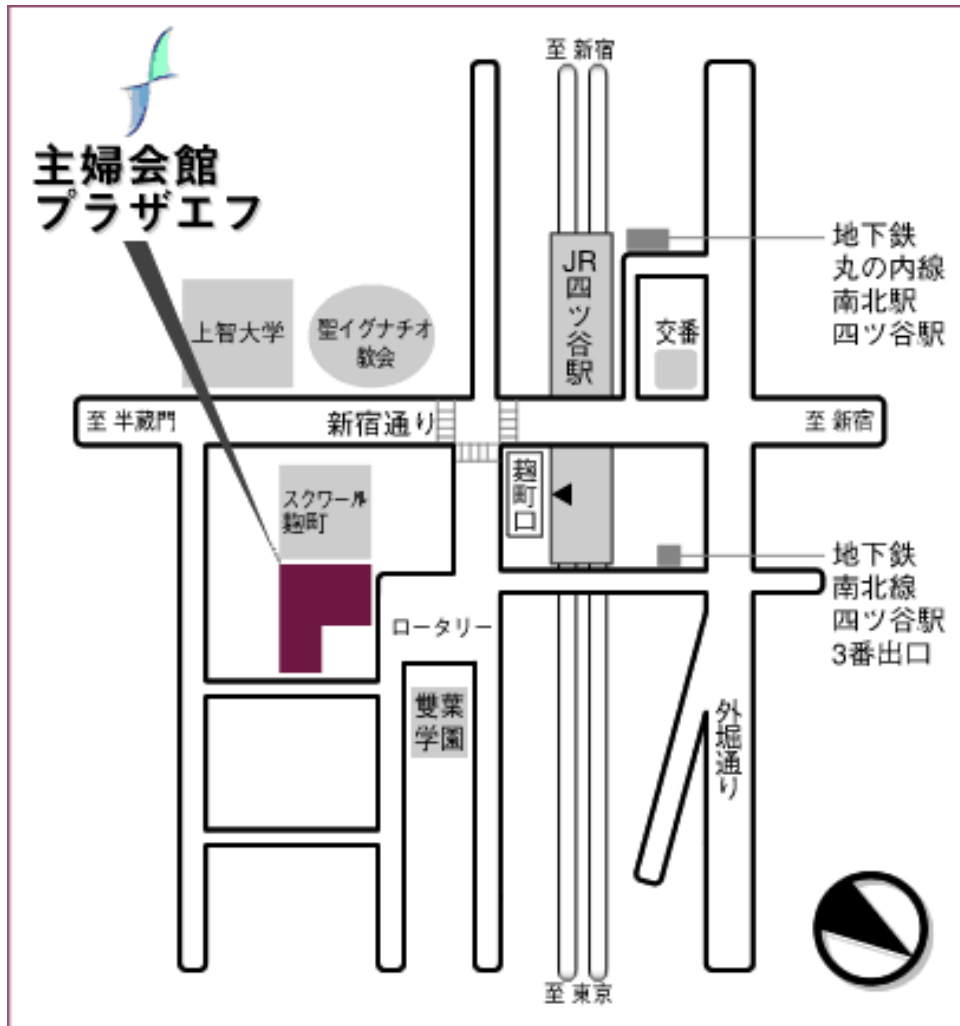 至 新宿
主婦会館
プラザエフ
地下鉄
丸の内線
南北駅
四ツ谷駅
JR四ツ谷駅
上智大学
聖イグナチオ
教会
交番
至 半蔵門
新宿通り
至 新宿
麹町口
スクワール
麹町
地下鉄
南北線
四ツ谷駅
3番出口
ロータリー
雙葉
学園
外堀通り
至 東京